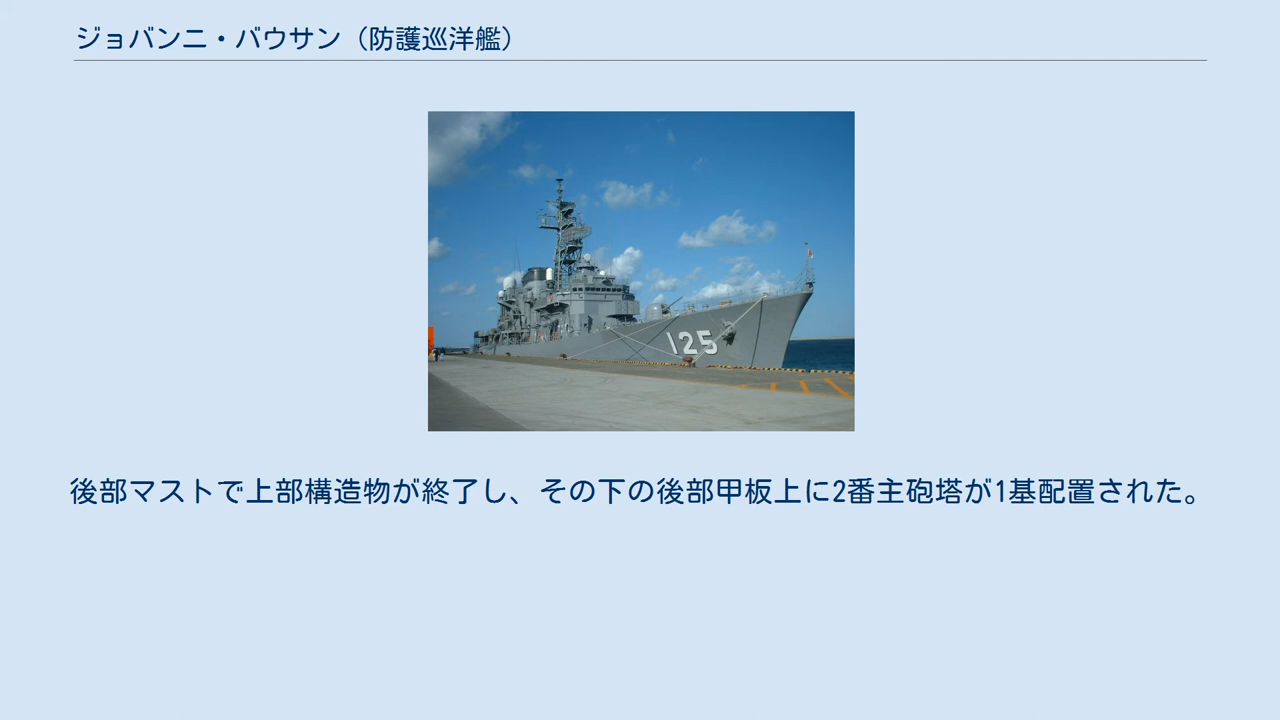 ジョバンニ・バウサン（防護巡洋艦）
125
後部マストで上部構造物が終了し、その下の後部甲板上に2番主砲塔が1基配置された。